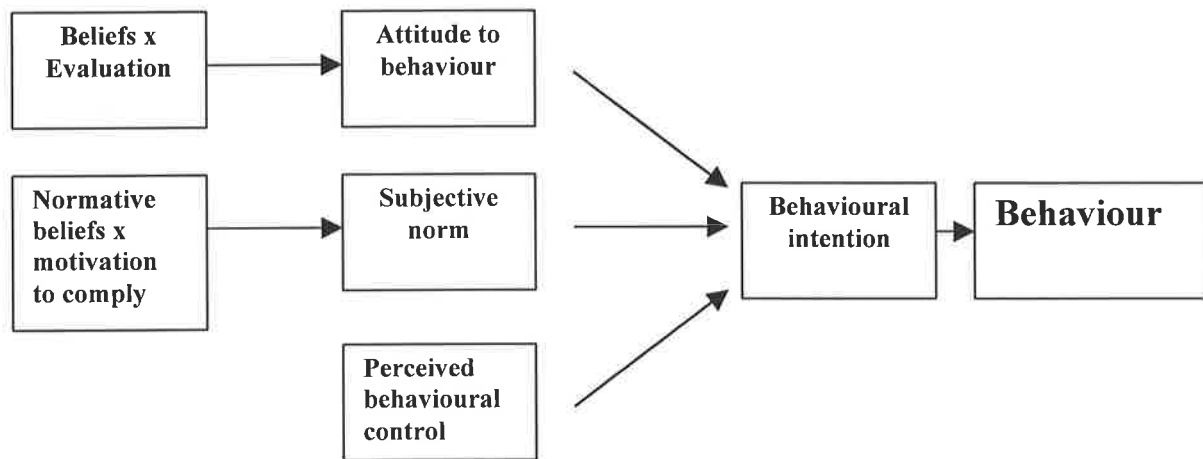 Beliefs x
Evaluation
Attitude to
behaviour
Normative
beliefs x
motivation
to comply
Subjective
norm
Perceived
behavioural
control
Behavioural
intention
Behaviour